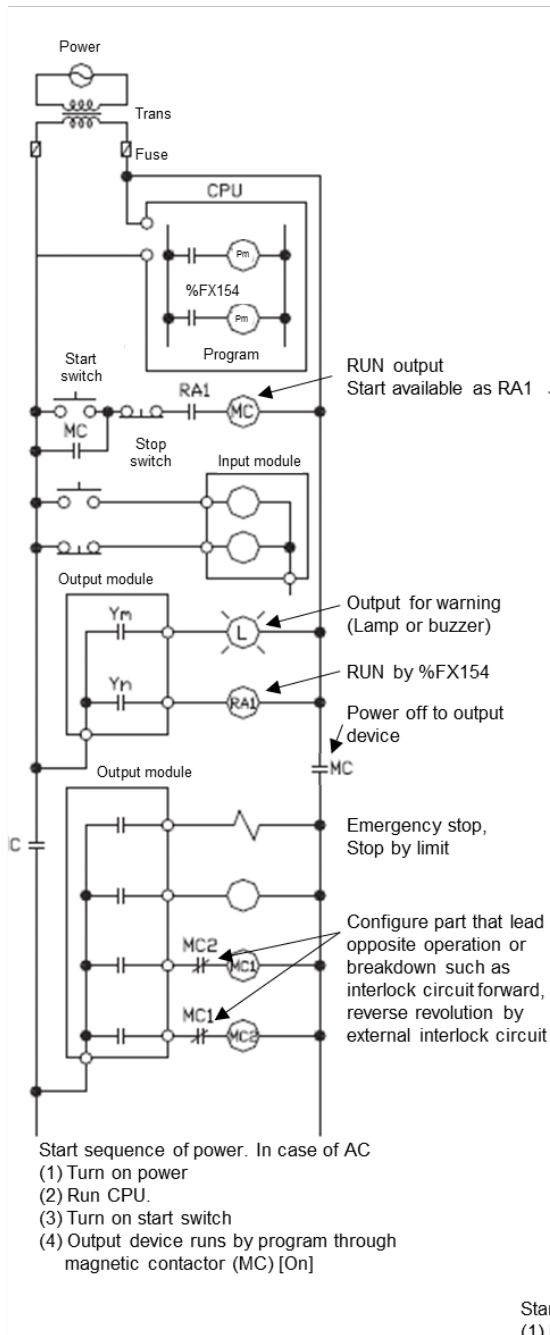 Power
Trans
Fuse
CPU
Pm
%FX154
Pm
Program
Start
switch
RA1
MC
RUN output
Start available as RA1
MC
Stop
switch
Input module
Output module
Ym
L
Output for warning
(Lamp or buzzer)
Yn
RA1
RUN by %FX154
Power off to output
device
MC
Output module
C
Emergency stop,
Stop by limit
MC2
MC1
Configure part that lead
opposite operation or
breakdown such as
interlock circuit forward,
reverse revolution by
external interlock circuit
MC1
MC2
Start sequence of power. In case of AC
(1) Turn on power
(2) Run CPU.
(3) Turn on start switch
(4) Output device runs by program through
magnetic contactor (MC) [On]
Star
(1)